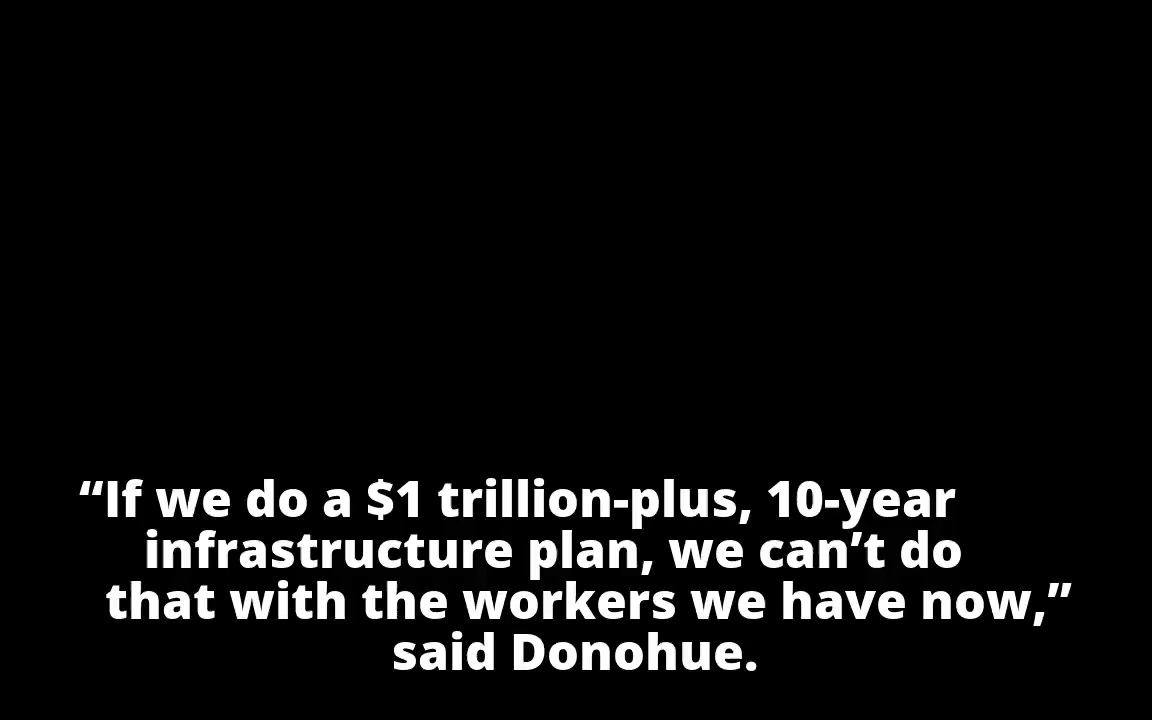 “If we do a $1 trillion-plus, 10-year
infrastructure plan, we can’t do
that with the workers we have now,”
said Donohue.